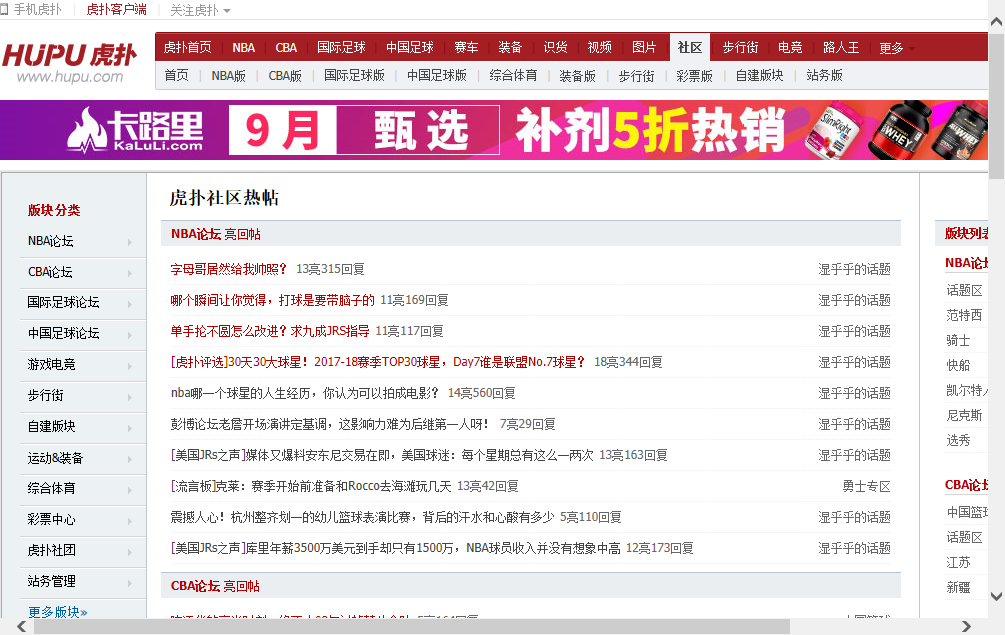 手机虎扑 虎扑客户端 关注虎扑
HUPU 虎扑
www.hupu.com
虎扑首页 NBA CBA 国际足球 中国足球 赛车 装备 识货 视频 图片 社区 步行街 电竞 路人王 更多
首页 NBA版 CBA版 国际足球版 中国足球版 综合体育 装备版 步行街 彩票版 自建版块 站务版
卡路里 KaLuLi.com 9月 甄选 补剂5折热销 SlimRight WHEY WHEY
版块分类
NBA论坛
CBA论坛
国际足球论坛
中国足球论坛
游戏电竞
步行街
自建版块
运动&装备
综合体育
彩票中心
虎扑社团
站务管理
更多版块»
虎扑社区热帖
NBA论坛 亮回帖
字母哥居然给我帅照? 13亮315回复 湿乎乎的话题
哪个瞬间让你觉得，打球是要带脑子的 11亮169回复 湿乎乎的话题
单手抡不圆怎么改进？求九成JRS指导 11亮117回复 湿乎乎的话题
[虎扑评选]30天30大球星！2017-18赛季TOP30球星，Day7谁是联盟No.7球星？ 18亮344回复 湿乎乎的话题
nba哪一个球星的人生经历，你认为可以拍成电影？ 14亮560回复 湿乎乎的话题
彭博论坛老詹开场演讲定基调，这影响力难为后继第一人呀! 7亮29回复 湿乎乎的话题
[美国JRs之声]媒体又爆料安东尼交易在即，美国球迷：每个星期总有这么一两次 13亮163回复 湿乎乎的话题
[流言板]克莱：赛季开始前准备和Rocco去海滩玩几天 13亮42回复 勇士专区
震撼人心！杭州整齐划一的幼儿篮球表演比赛，背后的汗水和心酸有多少 5亮110回复 湿乎乎的话题
[美国JRs之声]库里年薪3500万美元到手却只有1500万，NBA球员收入并没有想象中高 12亮173回复 湿乎乎的话题
CBA论坛 亮回帖
版块列表
NBA论坛
话题区
范特西
骑士
快船
凯尔特人
尼克斯
选秀
CBA论坛
中国篮球
话题区
江苏
新疆